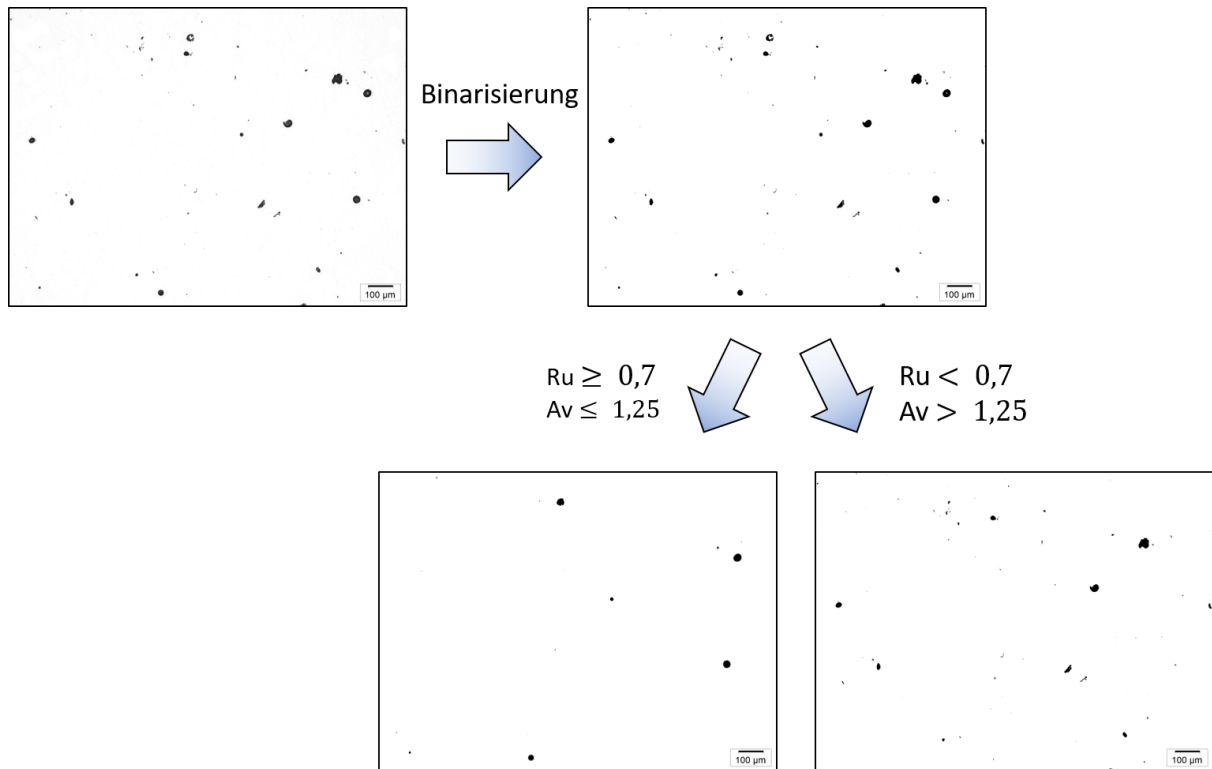 Binarisierung
100 µm
100 µm
Ru ≥ 0,7
Av ≤ 1,25
Ru < 0,7
Av > 1,25
100 µm
100 µm